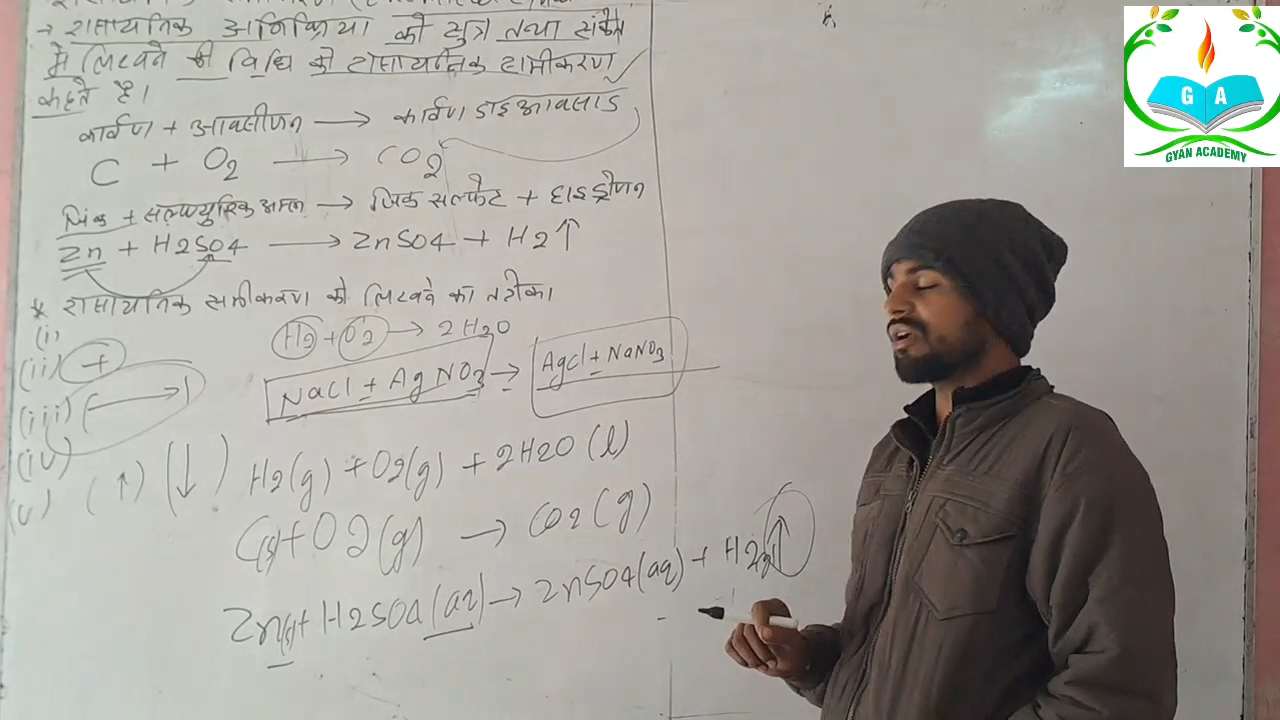 → रासायनिक अभिक्रिया को सुत्र तथा संकेत
मे लिखने की विधि को रासायनिक समीकरण
कहते है।
कार्बण + आक्सीजन → कार्बण डाइआक्साइड
C + O2 → CO2
जिंक + सल्फ्युरिक अम्ल → जिंक सल्फेट + हाइड्रोजन
Zn + H2SO4 → ZnSO4 + H2↑
* रासायनिक समीकरण को लिखने का तरीका।
(i)
H2 + O2 → 2H2O
(ii) +
NaCl + AgNO3 → AgCl + NaNO3
(iii) (→)
(iv) (↑) (↓)
H2(g) + O2(g) + 2H2O (l)
(v)
C(s) + O2(g) → CO2(g)
Zn(s) + H2SO4(aq) → ZnSO4(aq) + H2(g)↑
G A
GYAN ACADEMY